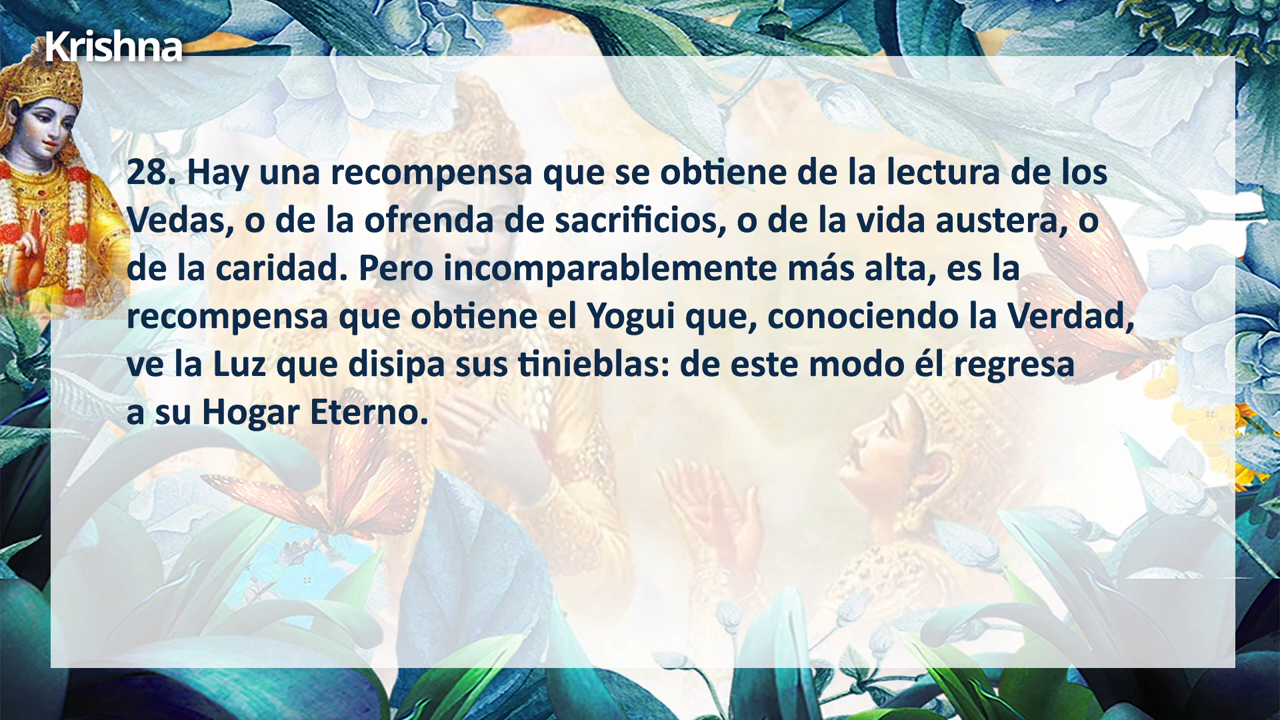 Krishna
28. Hay una recompensa que se obtiene de la lectura de los
Vedas, o de la ofrenda de sacrificios, o de la vida austera, o
de la caridad. Pero incomparablemente más alta, es la
recompensa que obtiene el Yogui que, conociendo la Verdad,
ve la Luz que disipa sus tinieblas: de este modo él regresa
a su Hogar Eterno.